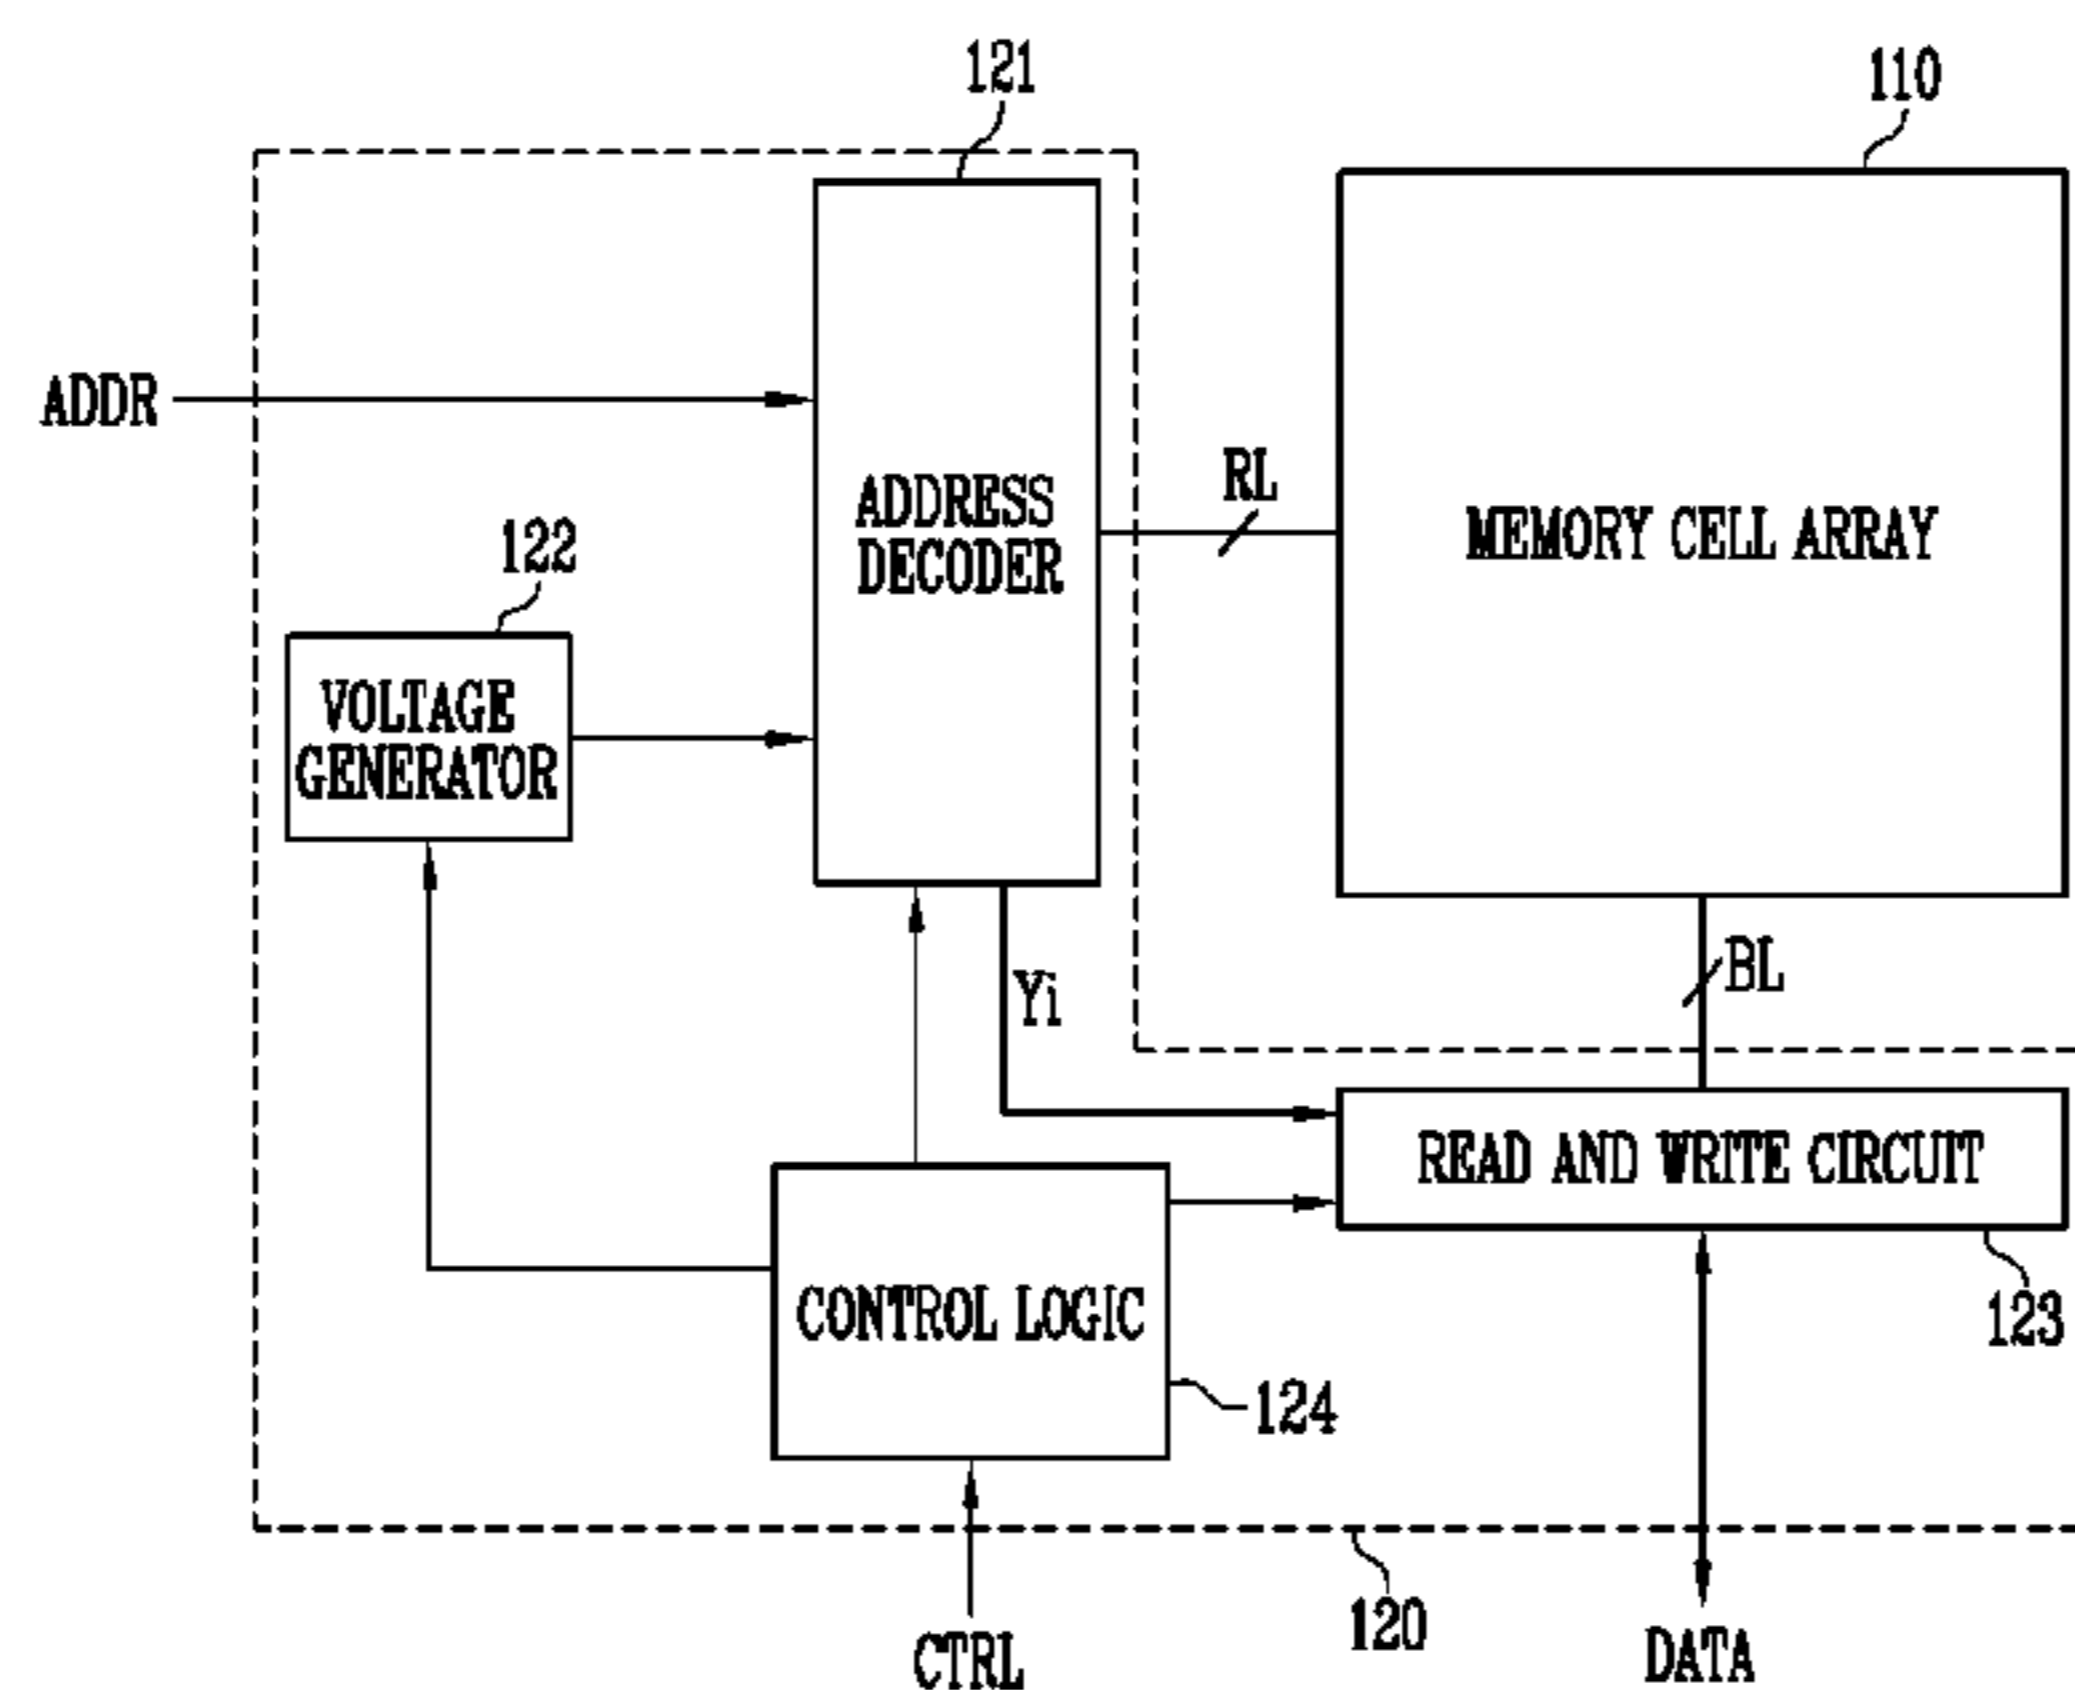 121
110
ADDR
RL
ADDRESS
DECODER
MEMORY CELL ARRAY
122
VOLTAGE
GENERATOR
Yi
BL
READ AND WRITE CIRCUIT
CONTROL LOGIC
123
124
120
CTRL
DATA